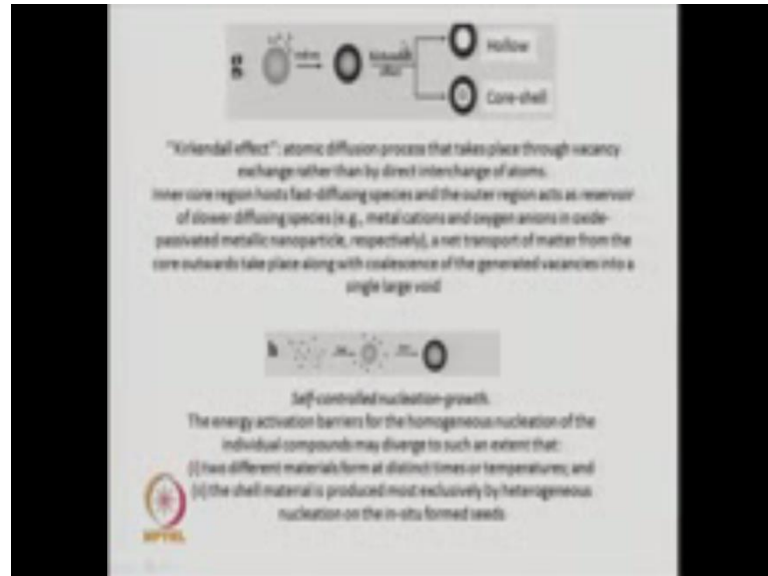 g
Hollow
Core-shell
"Kirkendall effect": atomic diffusion process that takes place through vacancy
exchange rather than by direct interchange of atoms.
Inner core region hosts fast-diffusing species and the outer region acts as reservoir
of slower diffusing species (e.g., metal cations and oxygen anions in oxide-
passivated metallic nanoparticle, respectively), a net transport of matter from the
core outwards take place along with coalescence of the generated vacancies into a
single large void
h
Self-controlled nucleation-growth.
The energy activation barriers for the homogeneous nucleation of the
individual compounds may diverge to such an extent that:
(i) two different materials form at distinct times or temperatures; and
(ii) the shell material is produced most exclusively by heterogeneous
nucleation on the in-situ formed seeds
NPTEL